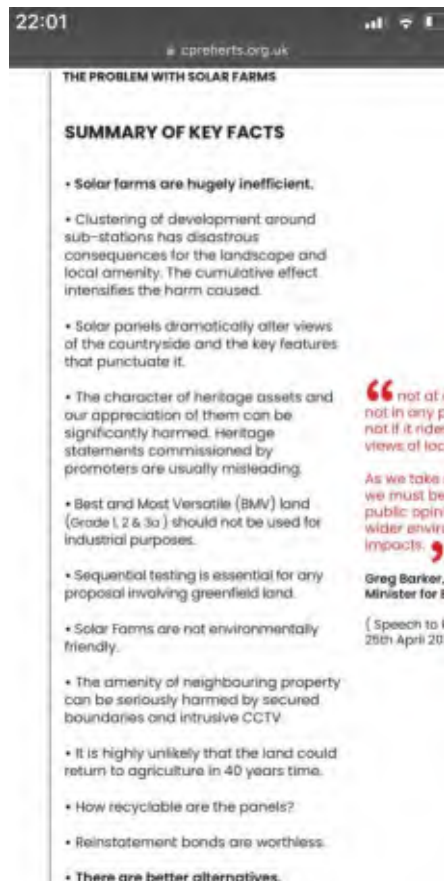 22:01
cpreherts.org.uk
THE PROBLEM WITH SOLAR FARMS
SUMMARY OF KEY FACTS
• Solar farms are hugely inefficient.
• Clustering of development around
sub-stations has disastrous
consequences for the landscape and
local amenity. The cumulative effect
intensifies the harm caused.
• Solar panels dramatically alter views
of the countryside and the key features
that punctuate it.
• The character of heritage assets and
our appreciation of them can be
significantly harmed. Heritage
statements commissioned by
promoters are usually misleading.
• Best and Most Versatile (BMV) land
(Grade 1, 2 & 3a ) should not be used for
industrial purposes.
• Sequential testing is essential for any
proposal involving greenfield land.
• Solar Farms are not environmentally
friendly.
• The amenity of neighbouring property
can be seriously harmed by secured
boundaries and intrusive CCTV
• It is highly unlikely that the land could
return to agriculture in 40 years time.
• How recyclable are the panels?
• Reinstatement bonds are worthless.
• There are better alternatives.
“ not at
not in any
not if it
views of
As we take
we must be
public
wider
impacts. ”
Greg Barker,
Minister for
( Speech to
25th April